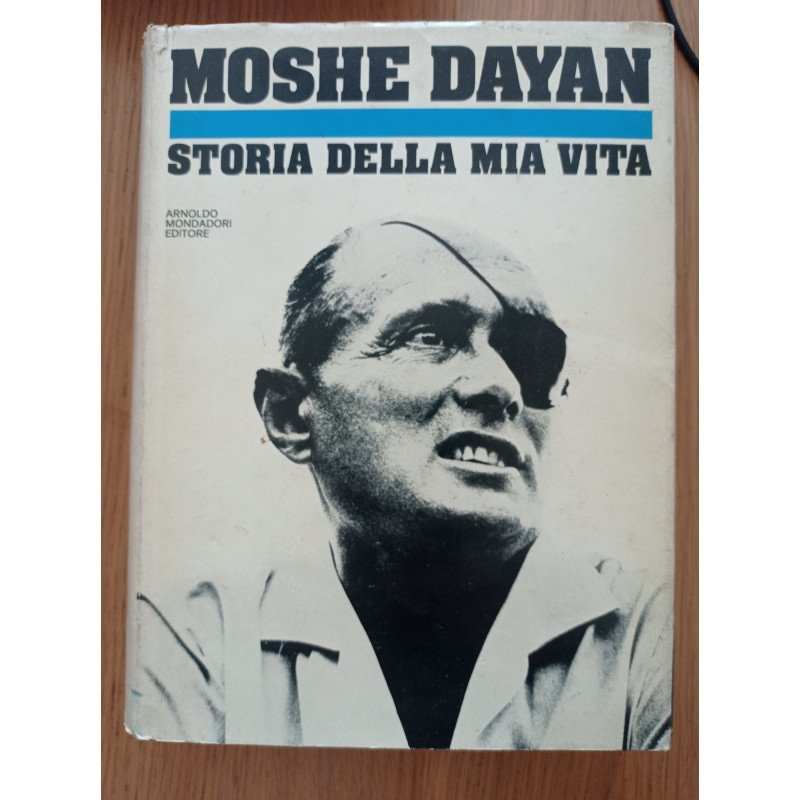 MOSHE DAYAN
STORIA DELLA MIA VITA
ARNOLDO
MONDADORI
EDITORE